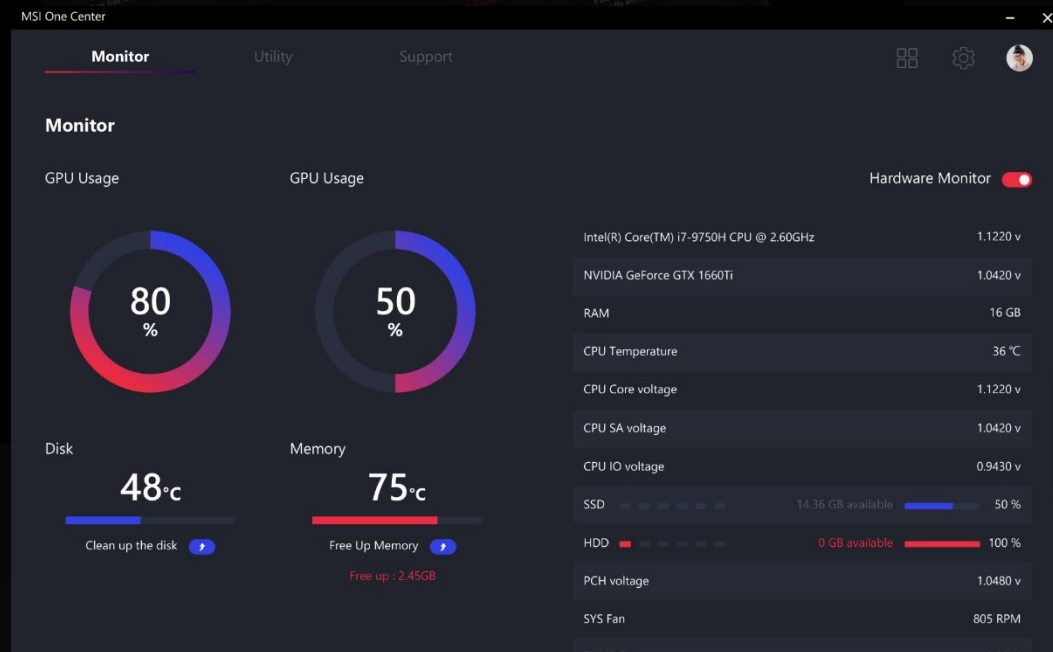 MSI One Center
Monitor Utility Support
Monitor
GPU Usage GPU Usage Hardware Monitor
80
%
50
%
Disk Memory
48°C 75°C
Clean up the disk Free Up Memory
Free up : 2.45GB
Intel(R) Core(TM) i7-9750H CPU @ 2.60GHz 1.1220 v
NVIDIA GeForce GTX 1660Ti 1.0420 v
RAM 16 GB
CPU Temperature 36 ℃
CPU Core voltage 1.1220 v
CPU SA voltage 1.0420 v
CPU IO voltage 0.9430 v
SSD 14.36 GB available 50 %
HDD 0 GB available 100 %
PCH voltage 1.0480 v
SYS Fan 805 RPM